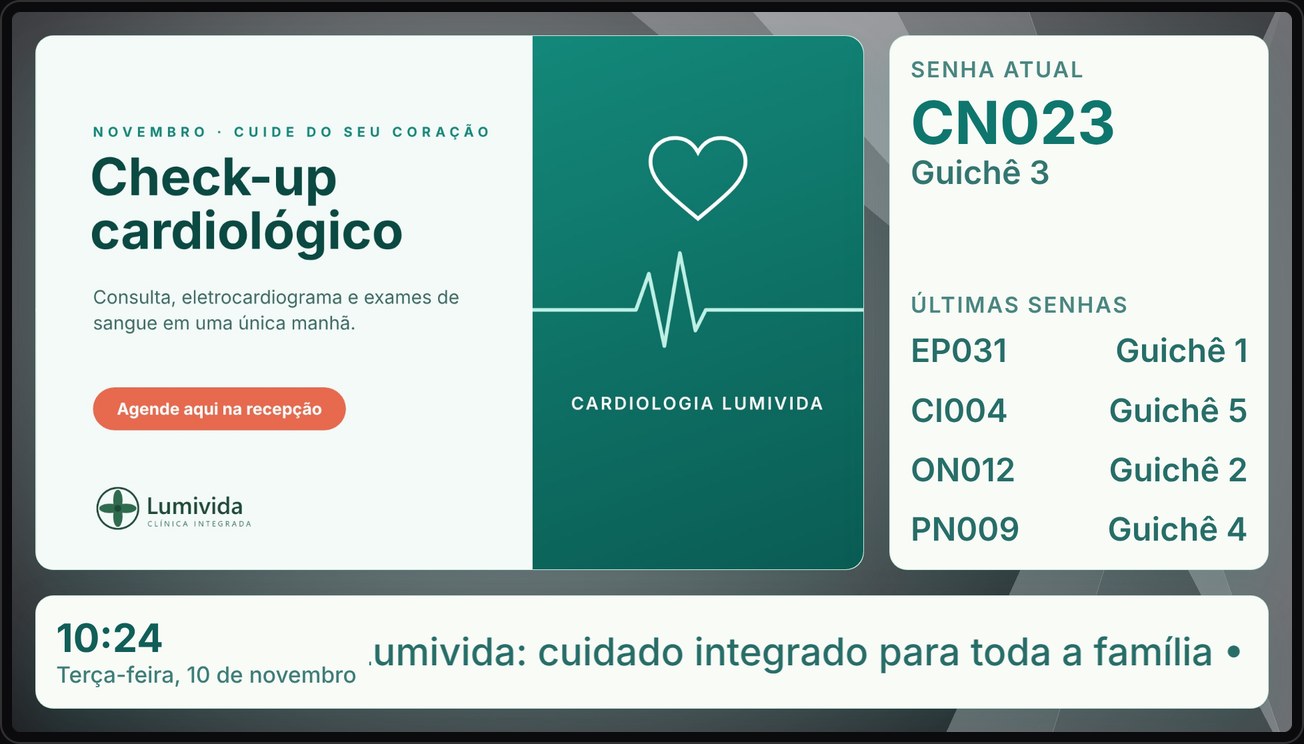 NOVEMBRO · CUIDE DO SEU CORAÇÃO
Check-up
cardiológico
Consulta, eletrocardiograma e exames de
sangue em uma única manhã.
Agende aqui na recepção
Lumivida
CLÍNICA INTEGRADA
CARDIOLOGIA LUMIVIDA
SENHA ATUAL
CN023
Guichê 3
ÚLTIMAS SENHAS
EP031 Guichê 1
CI004 Guichê 5
ON012 Guichê 2
PN009 Guichê 4
10:24
Terça-feira, 10 de novembro
umivida: cuidado integrado para toda a família •